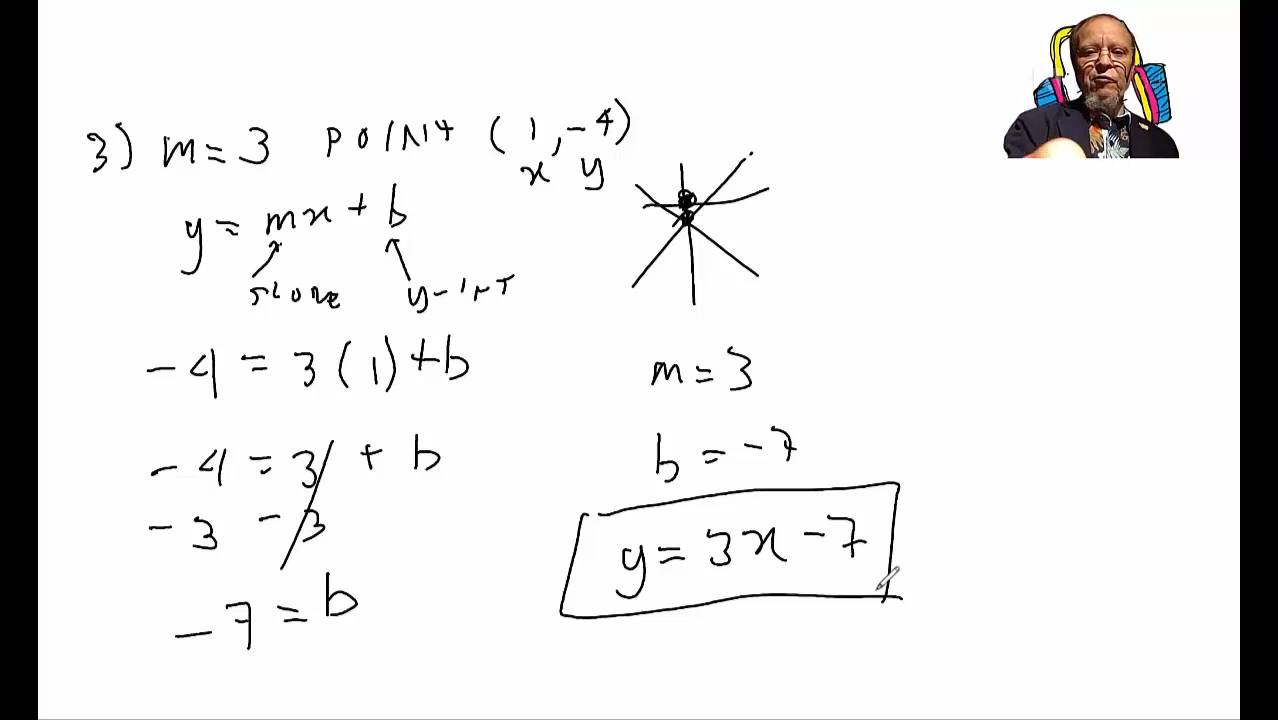 3) m = 3 POINT (1, -4)
x y
y = mx + b
SLOPE y-INT
-4 = 3(1) + b
-4 = 3 + b
-3 -3
-7 = b
m = 3
b = -7
y = 3x - 7